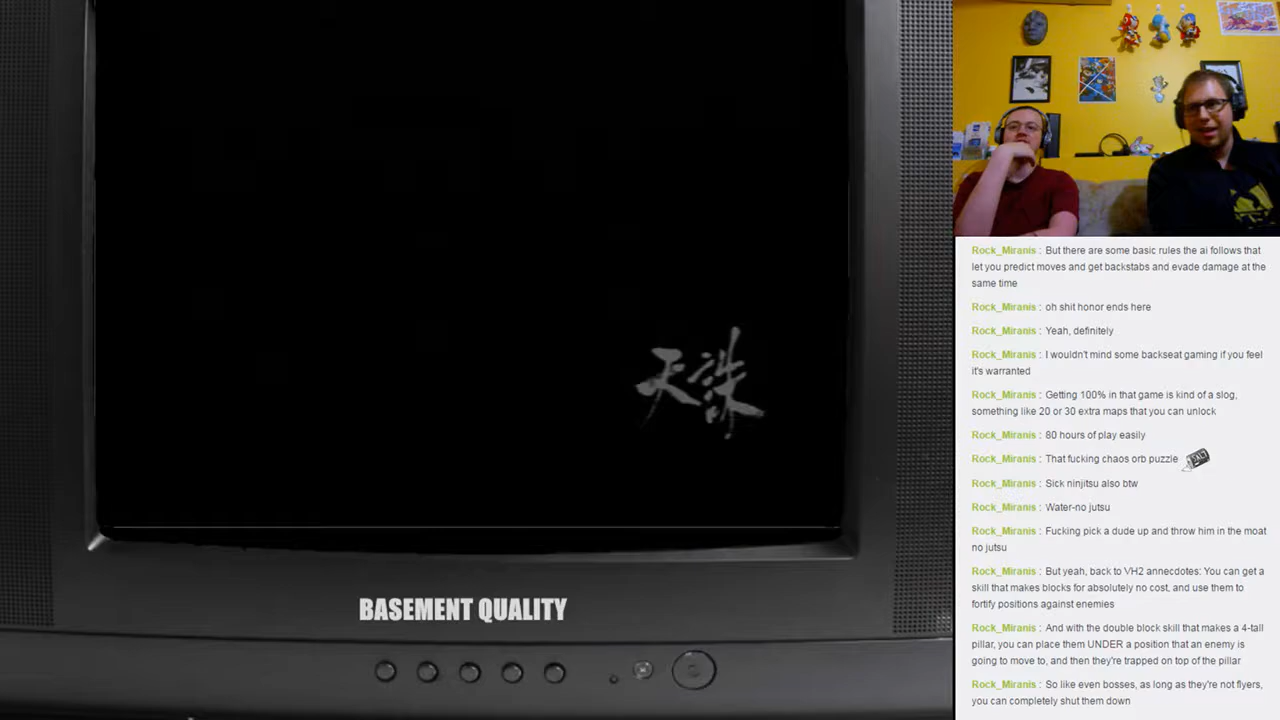 天誅
BASEMENT QUALITY
Rock_Miranis : But there are some basic rules the ai follows that
let you predict moves and get backstabs and evade damage at the
same time
Rock_Miranis : oh shit honor ends here
Rock_Miranis : Yeah, definitely
Rock_Miranis : I wouldn't mind some backseat gaming if you feel
it's warranted
Rock_Miranis : Getting 100% in that game is kind of a slog,
something like 20 or 30 extra maps that you can unlock
Rock_Miranis : 80 hours of play easily
Rock_Miranis : That fucking chaos orb puzzle
Rock_Miranis : Sick ninjitsu also btw
Rock_Miranis : Water-no jutsu
Rock_Miranis : Fucking pick a dude up and throw him in the moat
no jutsu
Rock_Miranis : But yeah, back to VH2 annecdotes: You can get a
skill that makes blocks for absolutely no cost, and use them to
fortify positions against enemies
Rock_Miranis : And with the double block skill that makes a 4-tall
pillar, you can place them UNDER a position that an enemy is
going to move to, and then they're trapped on top of the pillar
Rock_Miranis : So like even bosses, as long as they're not flyers,
you can completely shut them down